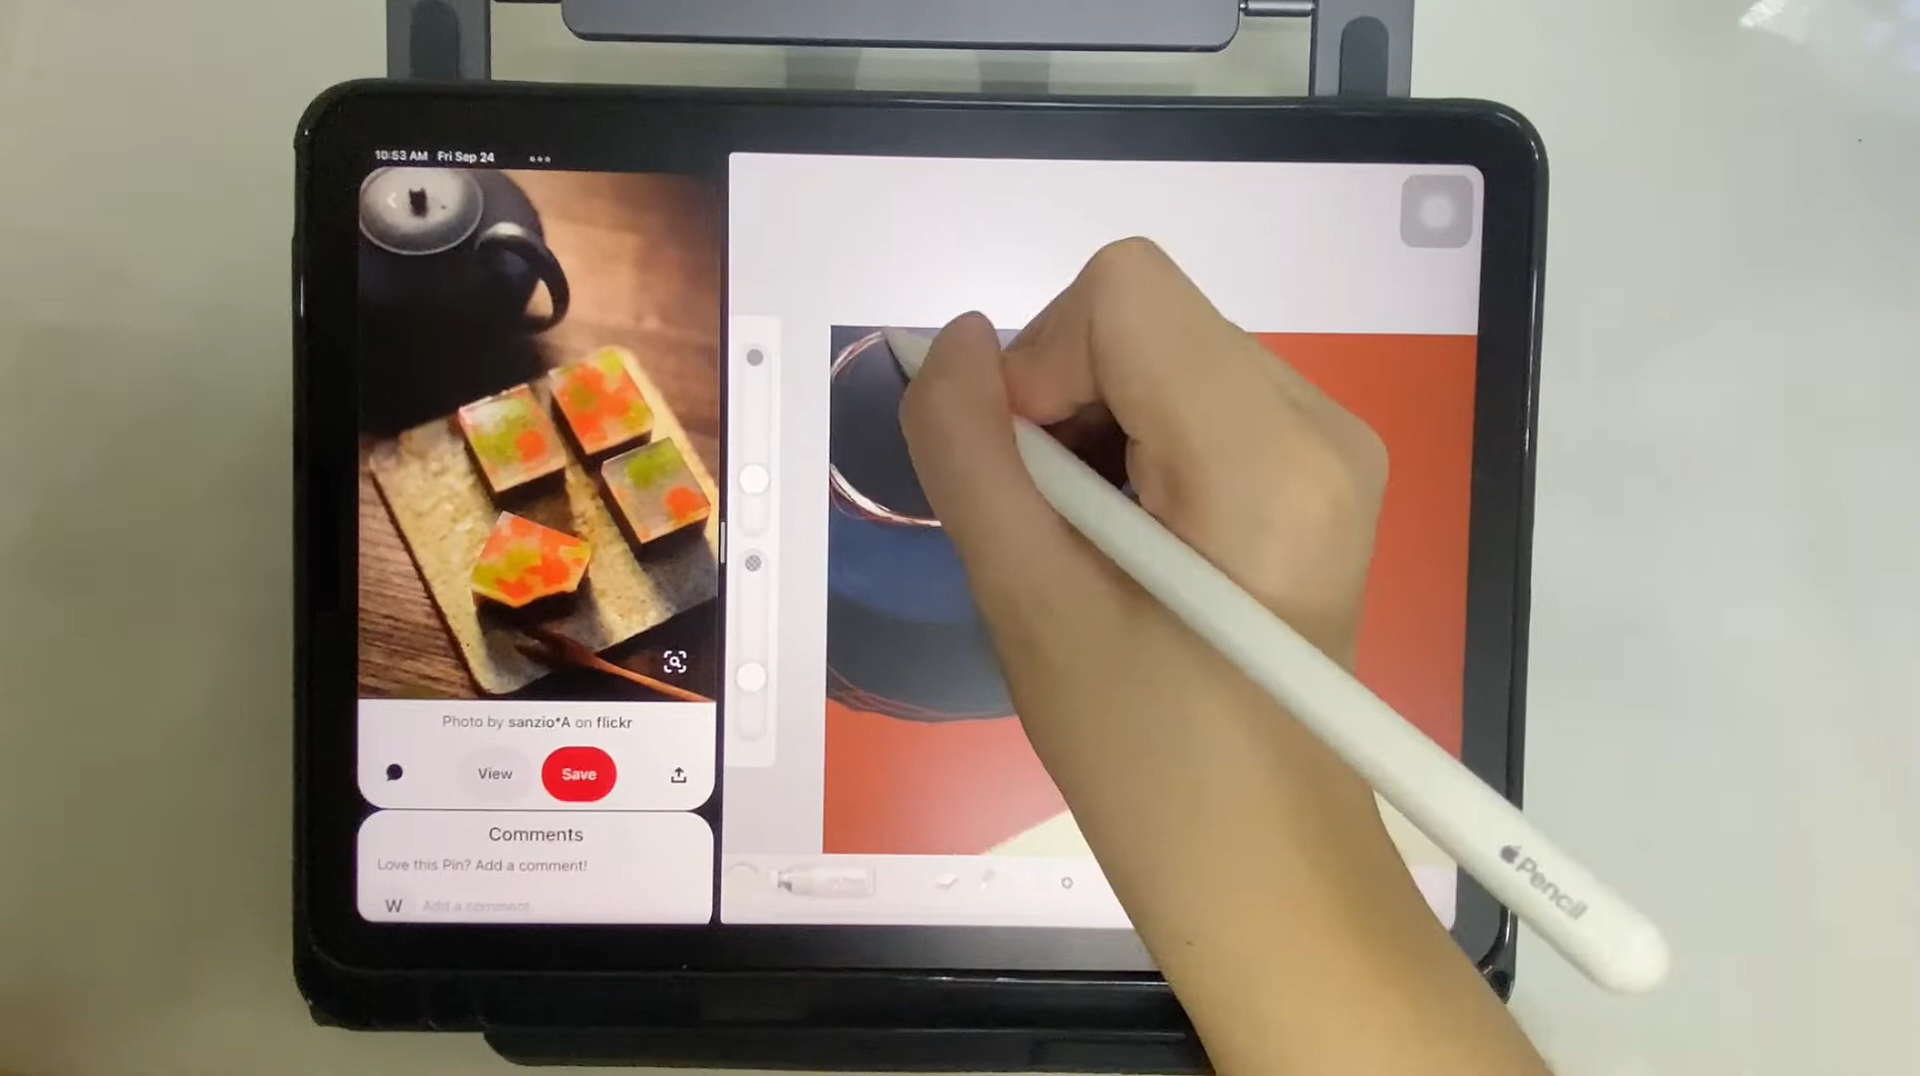 10:53 AM Fri Sep 24
Photo by sanzio*A on flickr
View
Save
Comments
Love this Pin? Add a comment!
W
Add a comment
Pencil